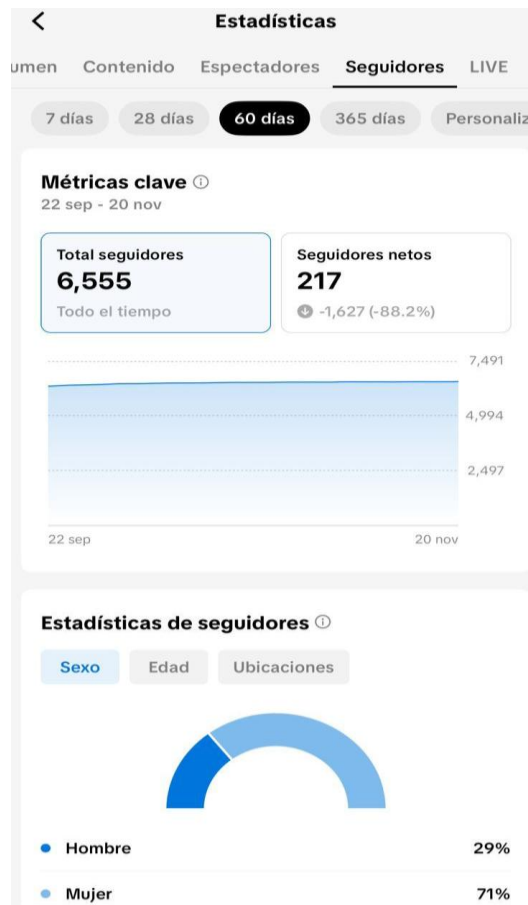 Estadísticas
umen Contenido Espectadores Seguidores LIVE
7 días 28 días 60 días 365 días Personaliz
Métricas clave
22 sep - 20 nov
Total seguidores Seguidores netos
6,555 217
Todo el tiempo -1,627 (-88.2%)
7,491
4,994
2,497
22 sep 20 nov
Estadísticas de seguidores
Sexo Edad Ubicaciones
Hombre 29%
Mujer 71%